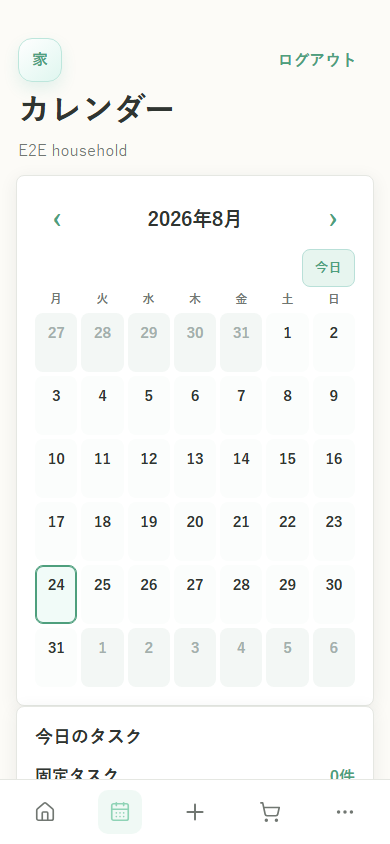 家
ログアウト
カレンダー
E2E household
‹ 2026年8月 ›
今日
月 火 水 木 金 土 日
27 28 29 30 31 1 2
3 4 5 6 7 8 9
10 11 12 13 14 15 16
17 18 19 20 21 22 23
24 25 26 27 28 29 30
31 1 2 3 4 5 6
今日のタスク
固定タスク 0件